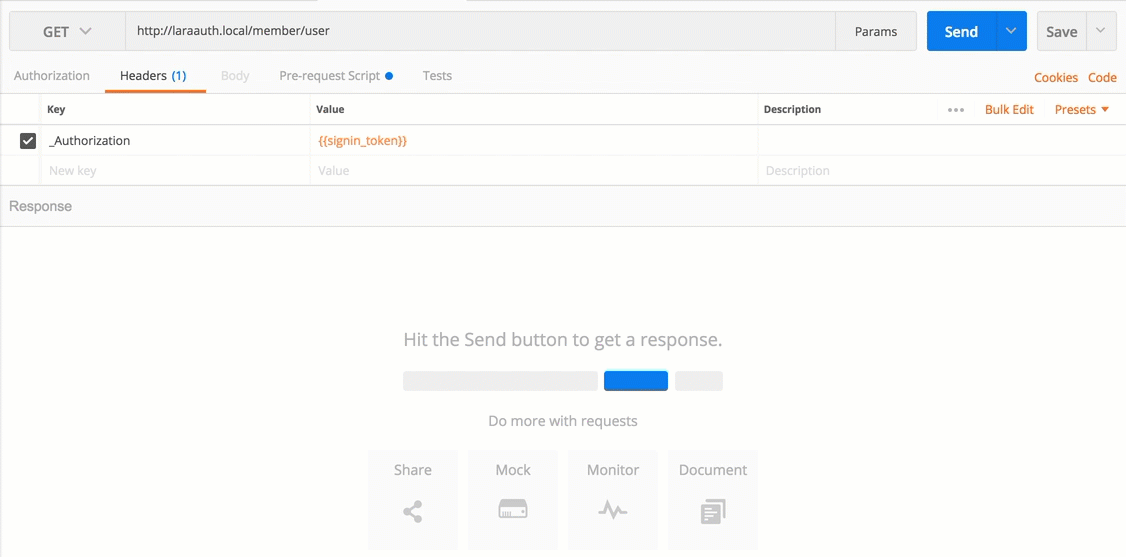 GET http://laraauth.local/member/user Params Send Save
Authorization Headers (1) Body Pre-request Script Tests Cookies Code
Key Value Description Bulk Edit Presets
_Authorization {{signin_token}}
New key Value Description
Response
Hit the Send button to get a response.
Do more with requests
Share Mock Monitor Document